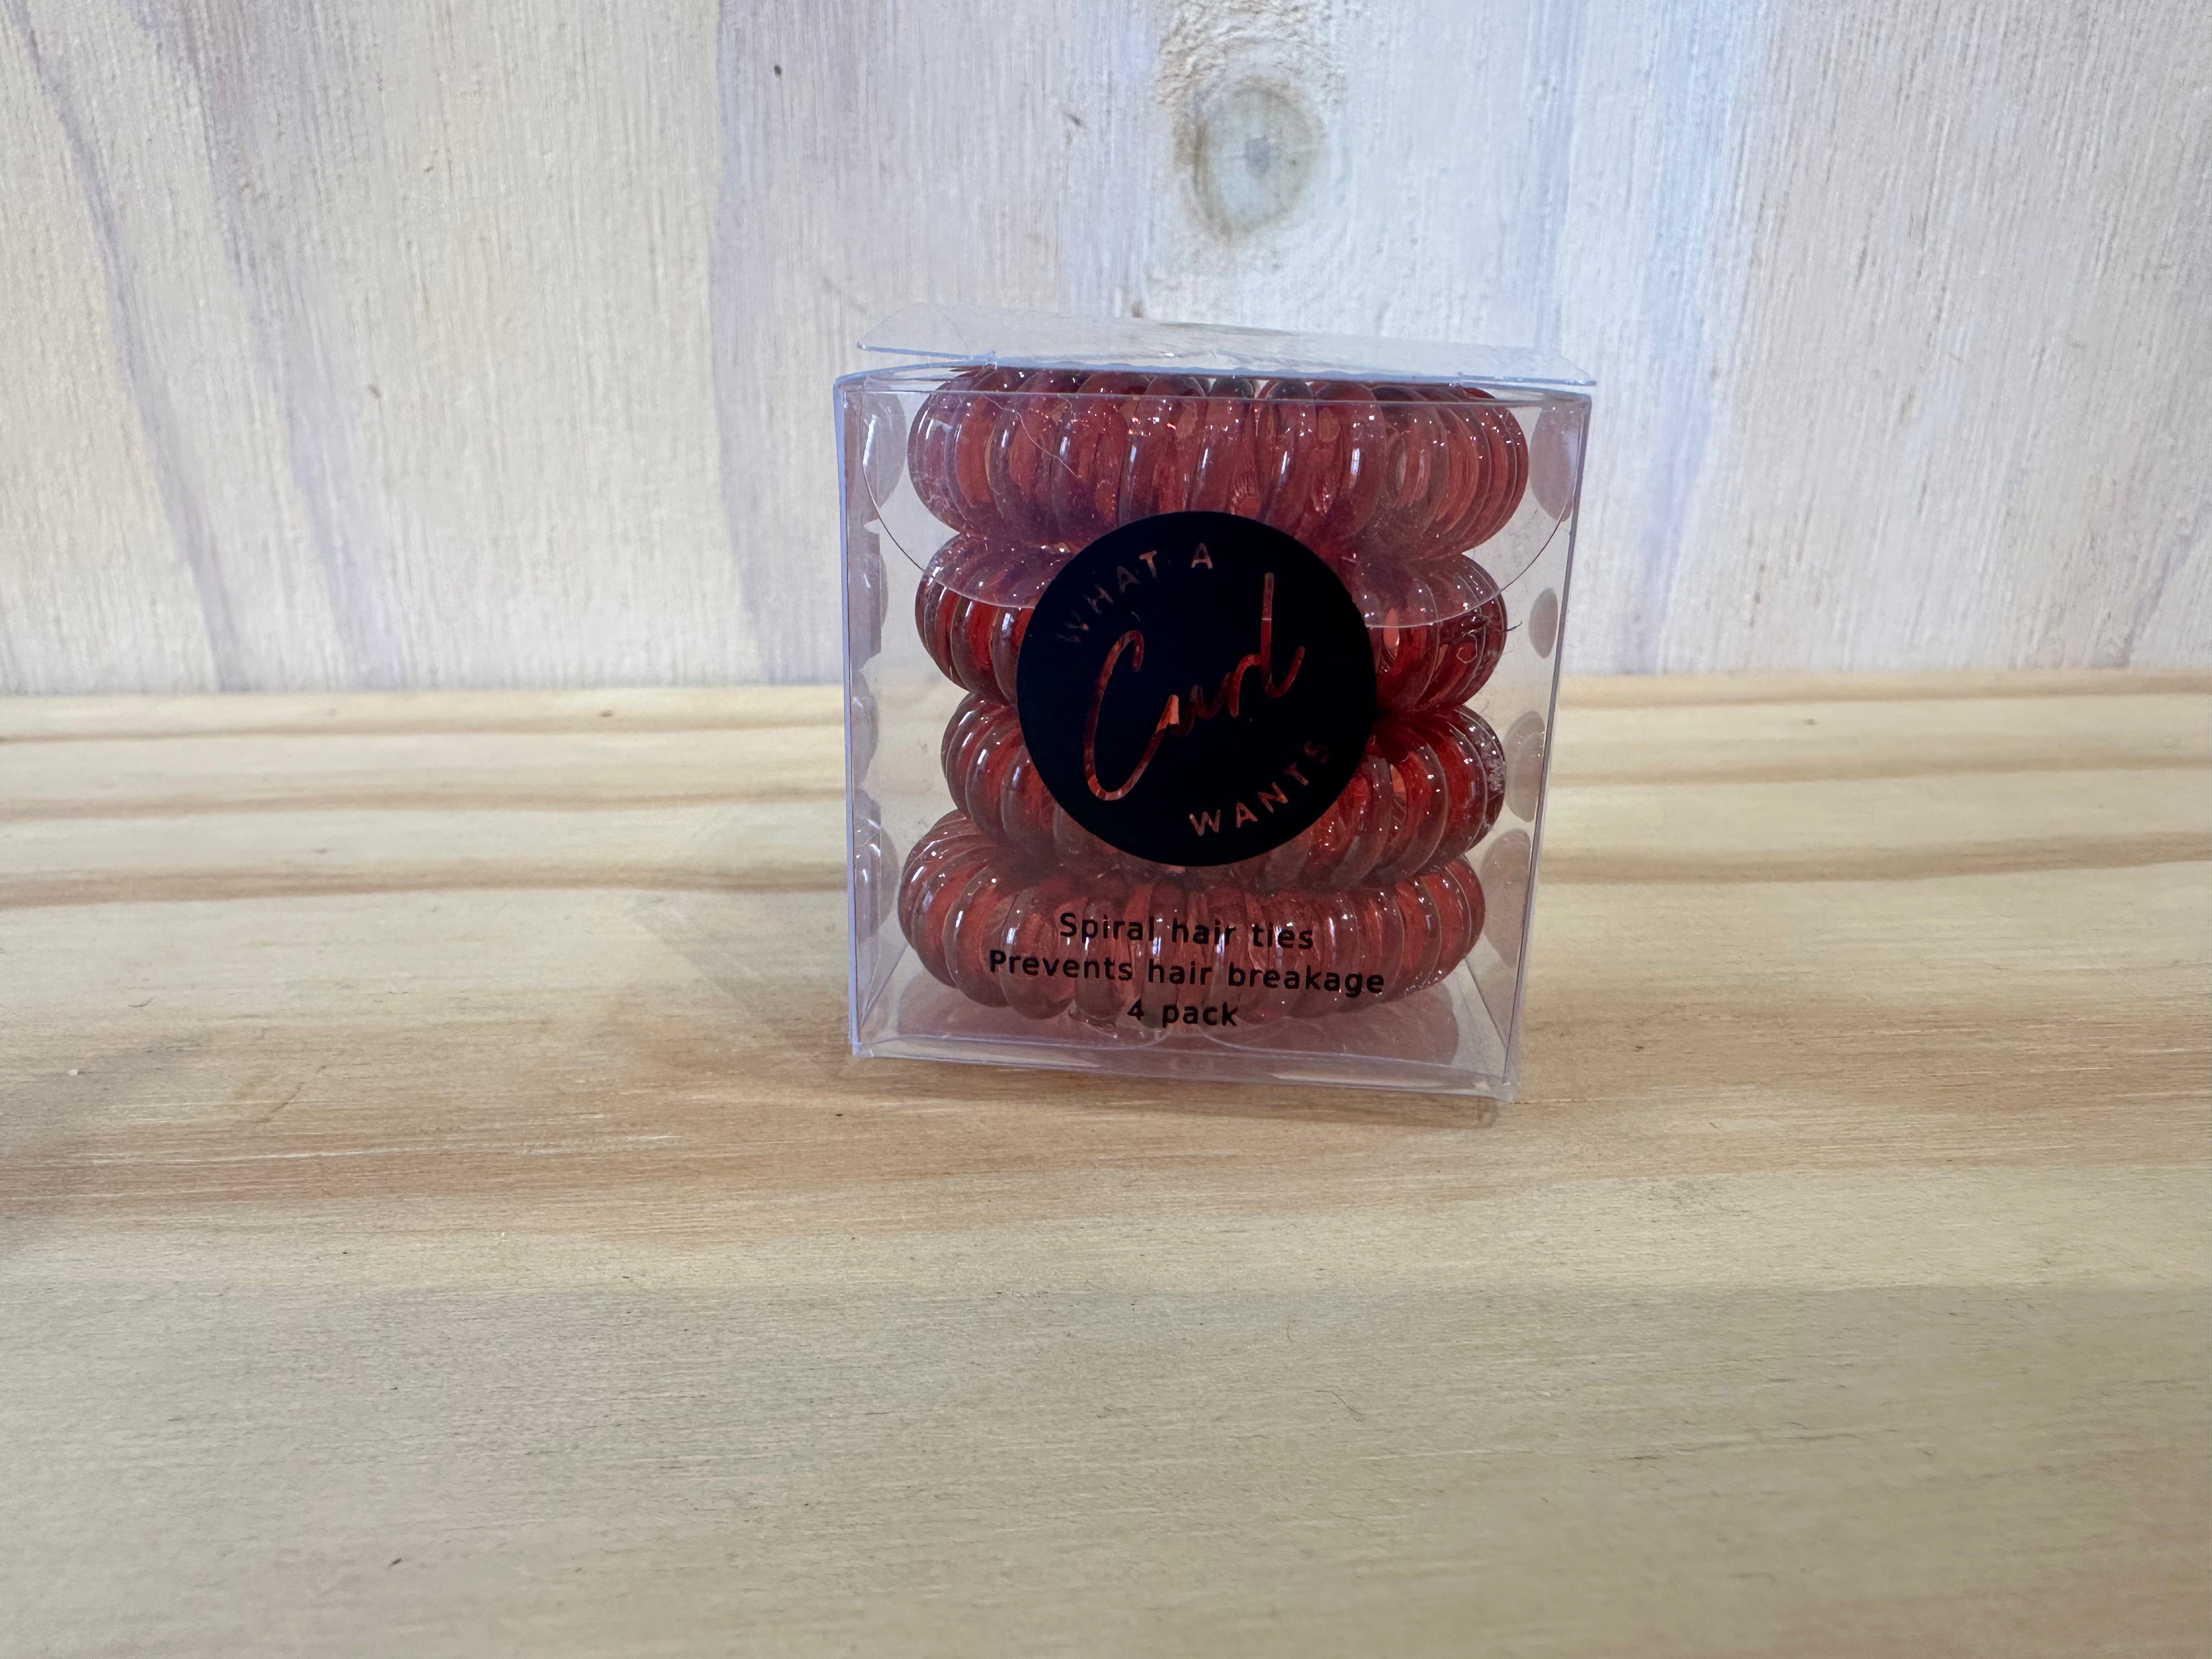 WHAT A
Curl
WANTS
Spiral hair ties
Prevents hair breakage
4 pack